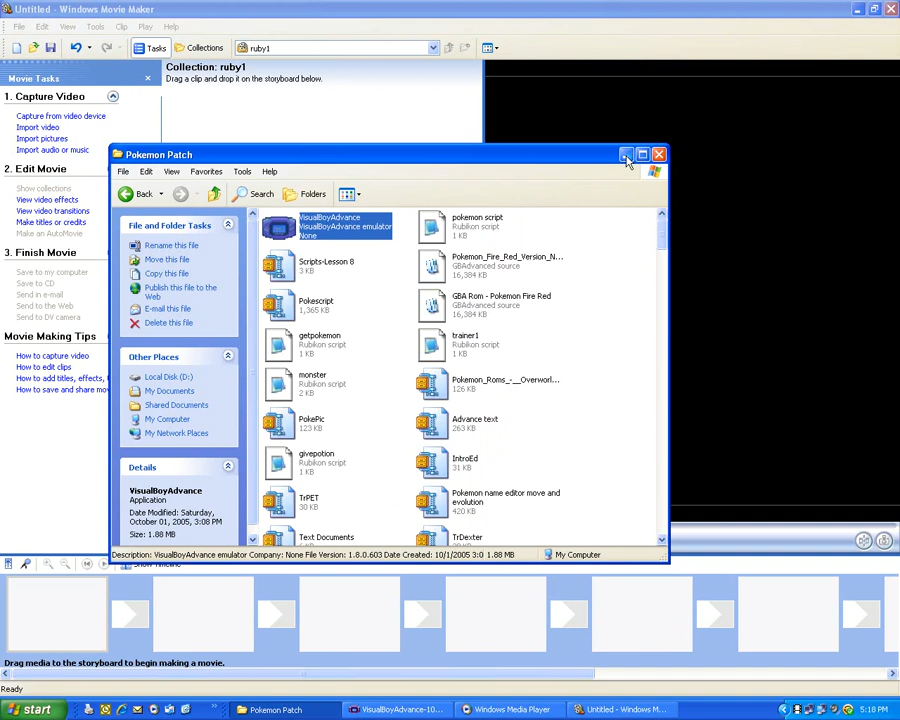 Untitled - Windows Movie Maker
File Edit View Tools Clip Play Help
Tasks Collections ruby1
Movie Tasks
Collection: ruby1
Drag a clip and drop it on the storyboard below.
1. Capture Video
Capture from video device
Import video
Import pictures
Import audio or music
2. Edit Movie
Show collections
View video effects
View video transitions
Make titles or credits
Make an AutoMovie
3. Finish Movie
Save to my computer
Save to CD
Send in e-mail
Send to the Web
Send to DV camera
Movie Making Tips
How to capture video
How to edit clips
How to add titles, effects,
How to save and share mov
Pokemon Patch
File Edit View Favorites Tools Help
Back Search Folders
File and Folder Tasks
Rename this file
Move this file
Copy this file
Publish this file to the
Web
E-mail this file
Delete this file
Other Places
Local Disk (D:)
My Documents
Shared Documents
My Computer
My Network Places
Details
VisualBoyAdvance
Application
Date Modified: Saturday,
October 01, 2005, 3:08 PM
Size: 1.88 MB
VisualBoyAdvance
VisualBoyAdvance emulator
None
pokemon script
Rubikon script
1 KB
Scripts-Lesson 8
3 KB
Pokemon_Fire_Red_Version_N...
GBAdvanced source
16,384 KB
Pokescript
1,365 KB
GBA Rom - Pokemon Fire Red
GBAdvanced source
16,384 KB
getpokemon
Rubikon script
1 KB
trainer1
Rubikon script
1 KB
monster
Rubikon script
2 KB
Pokemon_Roms_-__Overworl...
126 KB
PokePic
123 KB
Advance text
263 KB
givepotion
Rubikon script
1 KB
IntroEd
31 KB
TrPET
30 KB
Pokemon name editor move and
evolution
420 KB
Text Documents
TrDexter
Description: VisualBoyAdvance emulator Company: None File Version: 1.8.0.603 Date Created: 10/1/2005 3:0 1.88 MB My Computer
Show Timeline
Drag media to the storyboard to begin making a movie.
Ready
start Pokemon Patch VisualBoyAdvance-10... Windows Media Player Untitled - Windows M... 5:18 PM